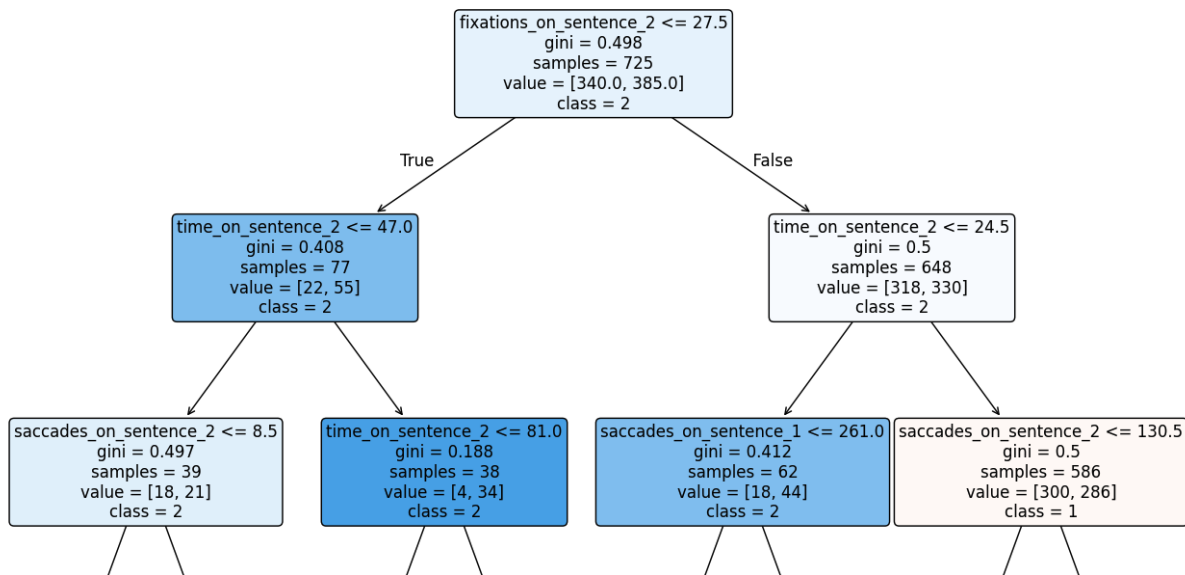 fixations_on_sentence_2 <= 27.5
gini = 0.498
samples = 725
value = [340.0, 385.0]
class = 2
True
False
time_on_sentence_2 <= 47.0
gini = 0.408
samples = 77
value = [22, 55]
class = 2
time_on_sentence_2 <= 24.5
gini = 0.5
samples = 648
value = [318, 330]
class = 2
saccades_on_sentence_2 <= 8.5
gini = 0.497
samples = 39
value = [18, 21]
class = 2
time_on_sentence_2 <= 81.0
gini = 0.188
samples = 38
value = [4, 34]
class = 2
saccades_on_sentence_1 <= 261.0
gini = 0.412
samples = 62
value = [18, 44]
class = 2
saccades_on_sentence_2 <= 130.5
gini = 0.5
samples = 586
value = [300, 286]
class = 1